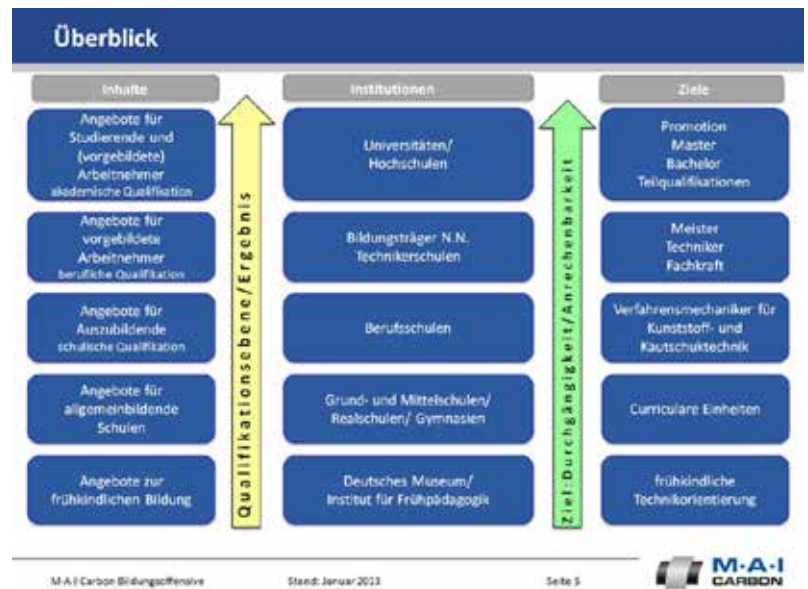 Überblick
Inhalte
Institutionen
Ziele
Angebote für
Studierende und
(vorgebildete)
Arbeitnehmer
akademische Qualifikation
Universitäten/
Hochschulen
Promotion
Master
Bachelor
Teilqualifikationen
Angebote für
vorgebildete
Arbeitnehmer
berufliche Qualifikation
Bildungsträger N.N.
Technikerschulen
Meister
Techniker
Fachkraft
Angebote für
Auszubildende
schulische Qualifikation
Berufsschulen
Verfahrensmechaniker für
Kunststoff- und
Kautschuktechnik
Angebote für
allgemeinbildende
Schulen
Grund- und Mittelschulen/
Realschulen/ Gymnasien
Curriculare Einheiten
Angebote zur
frühkindlichen Bildung
Deutsches Museum/
Institut für Frühpädagogik
frühkindliche
Technikorientierung
Qualifikationsebene/Ergebnis
Ziel:Durchgängigkeit/Anrechenbarkeit
M-A-I Carbon Bildungsoffensive
Stand: Januar 2013
Seite 5
M·A·I
CARBON